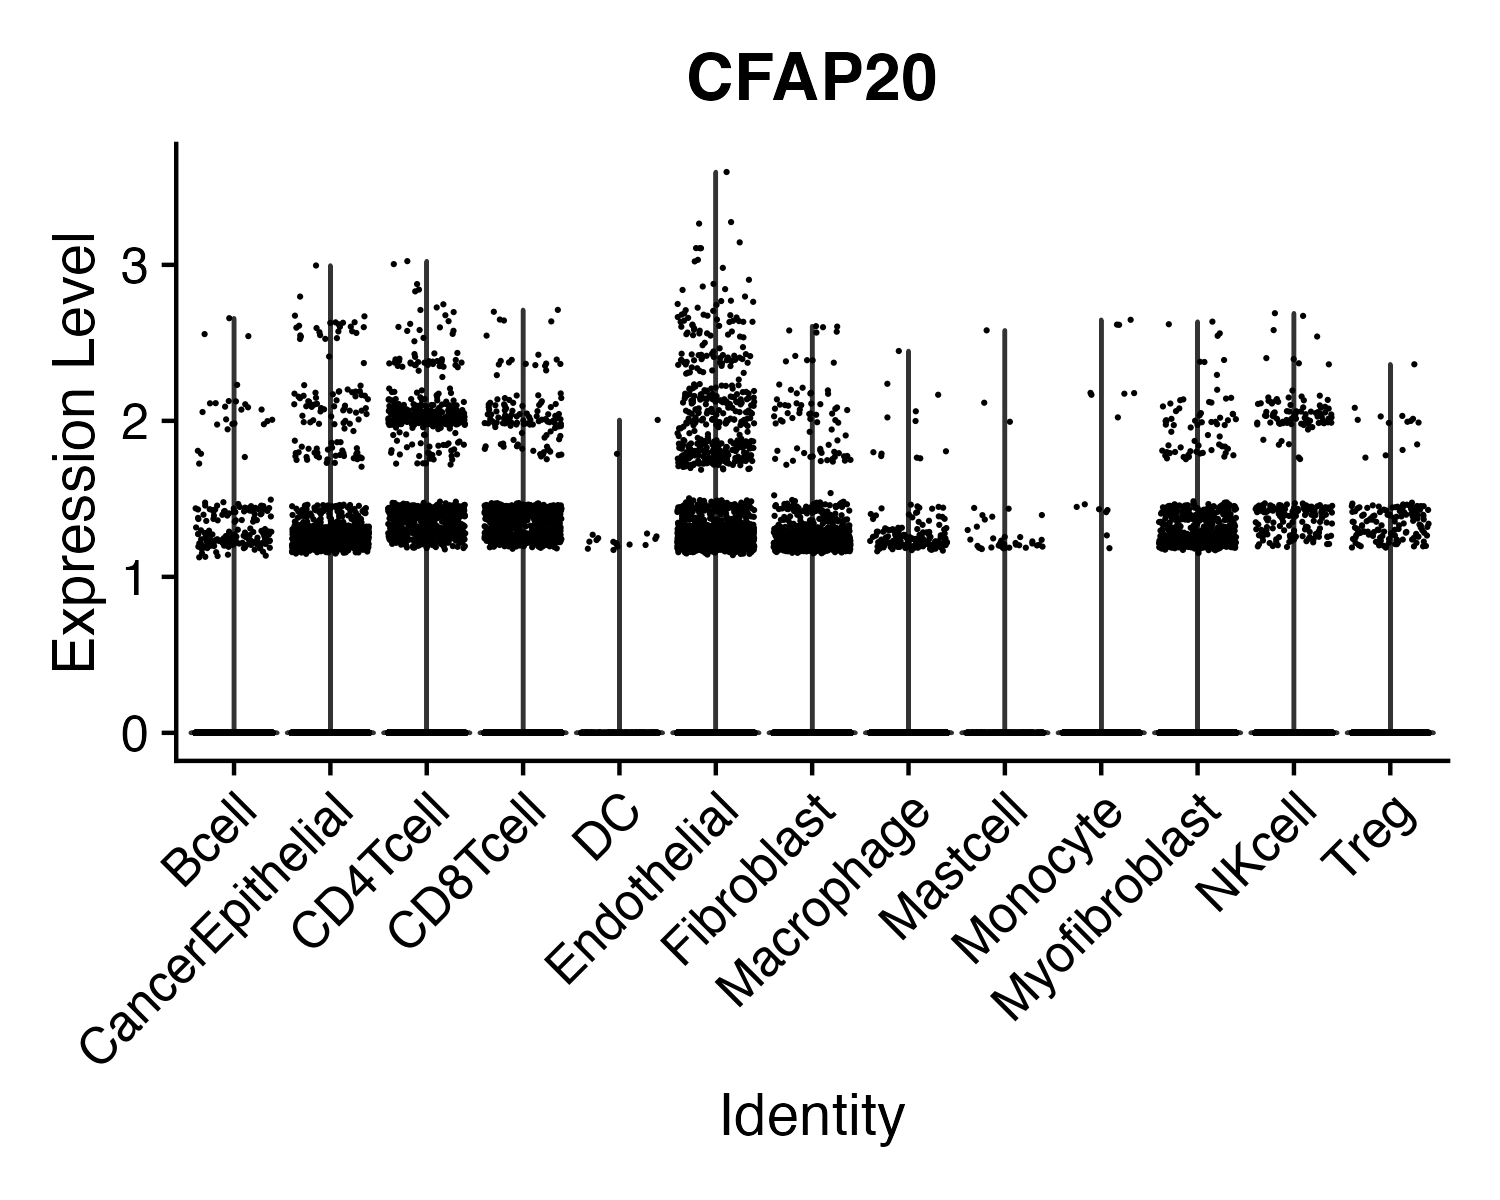 CFAP20
Expression Level
3
2
1
0
Bcell
CancerEpithelial
CD4Tcell
CD8Tcell
DC
Endothelial
Fibroblast
Macrophage
Mastcell
Monocyte
Myofibroblast
NKcell
Treg
Identity